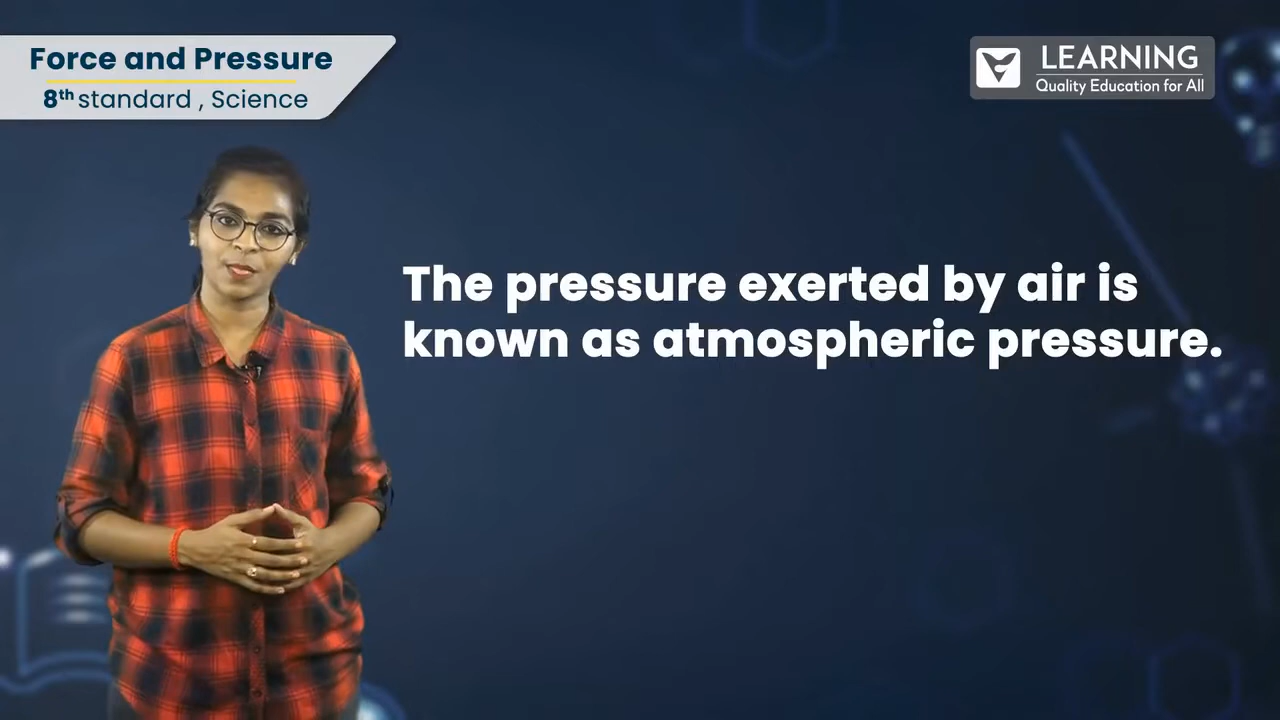 Force and Pressure
8th standard , Science
LEARNING
Quality Education for All
The pressure exerted by air is
known as atmospheric pressure.